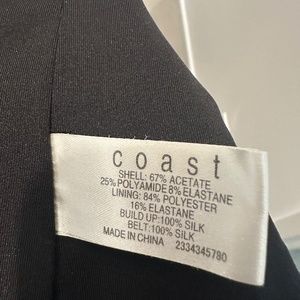 coast
SHELL: 67% ACETATE
25% POLYAMIDE 8% ELASTANE
LINING: 84% POLYESTER
16% ELASTANE
BUILD UP:100% SILK
BELT:100% SILK
MADE IN CHINA 2334345780